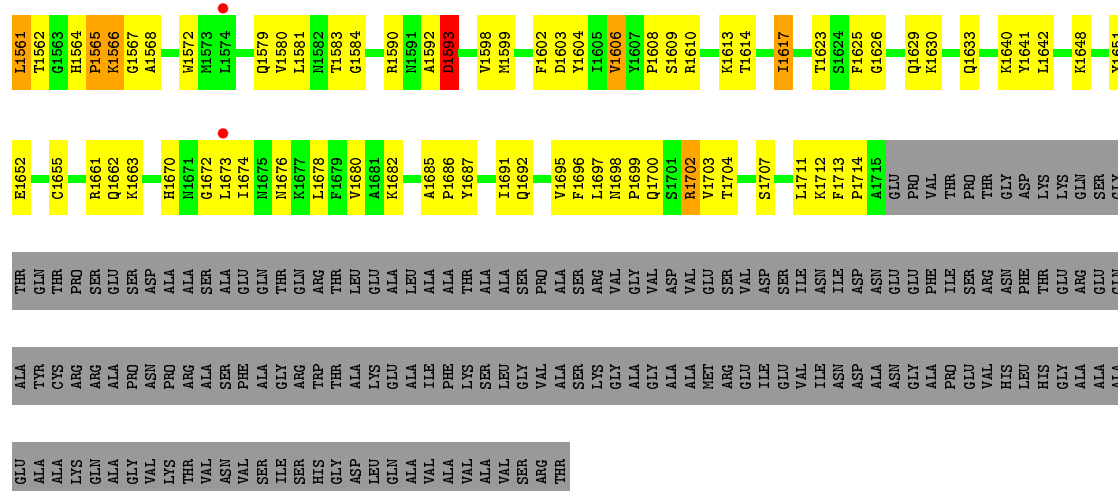 L1561 T1562 G1563 H1564 P1565 K1566 G1567 A1568 W1572 M1573 L1574 Q1579 V1580 L1581 N1582 T1583 G1584 R1590 N1591 A1592 D1593 V1598 M1599 F1602 D1603 Y1604 I1605 V1606 Y1607 P1608 S1609 R1610 K1613 T1614 I1617 T1623 S1624 F1625 G1626 Q1629 K1630 Q1633 K1640 Y1641 L1642 K1648 Y1651
E1652 C1655 R1661 Q1662 K1663 H1670 N1671 G1672 L1673 I1674 N1675 N1676 K1677 L1678 F1679 V1680 A1681 K1682 A1685 P1686 Y1687 I1691 Q1692 V1695 F1696 L1697 N1698 P1699 Q1700 S1701 R1702 V1703 T1704 S1707 L1711 K1712 F1713 P1714 A1715 GLU PRO VAL THR PRO THR GLY ASP LYS LYS GLN SER GLY
THR GLN THR PRO SER GLU SER ASP ALA ALA SER ALA GLU GLN THR GLN ARG THR LEU GLU ALA LEU ALA ALA THR ALA ALA SER PRO ALA SER ARG VAL GLY VAL ASP VAL GLU SER VAL ASP SER ILE ASN ILE ASP ASN GLU GLU PHE ILE SER ARG ASN PHE THR GLU ARG GLU GLN
ALA TYR CYS ARG ARG ALA PRO ASN PRO ARG ALA SER PHE ALA GLY ARG TRP THR ALA LYS GLU ALA ILE PHE LYS SER LEU GLY VAL ALA SER LYS GLY ALA GLY ALA ALA MET ARG GLU ILE GLU VAL ILE ASN ASP ALA ASN GLY ALA PRO GLU VAL HIS LEU HIS GLY ALA ALA ALA
GLU ALA ALA LYS GLN ALA GLY VAL LYS THR VAL ASN VAL SER ILE SER HIS GLY ASP LEU GLN ALA VAL ALA VAL ALA VAL SER ARG THR